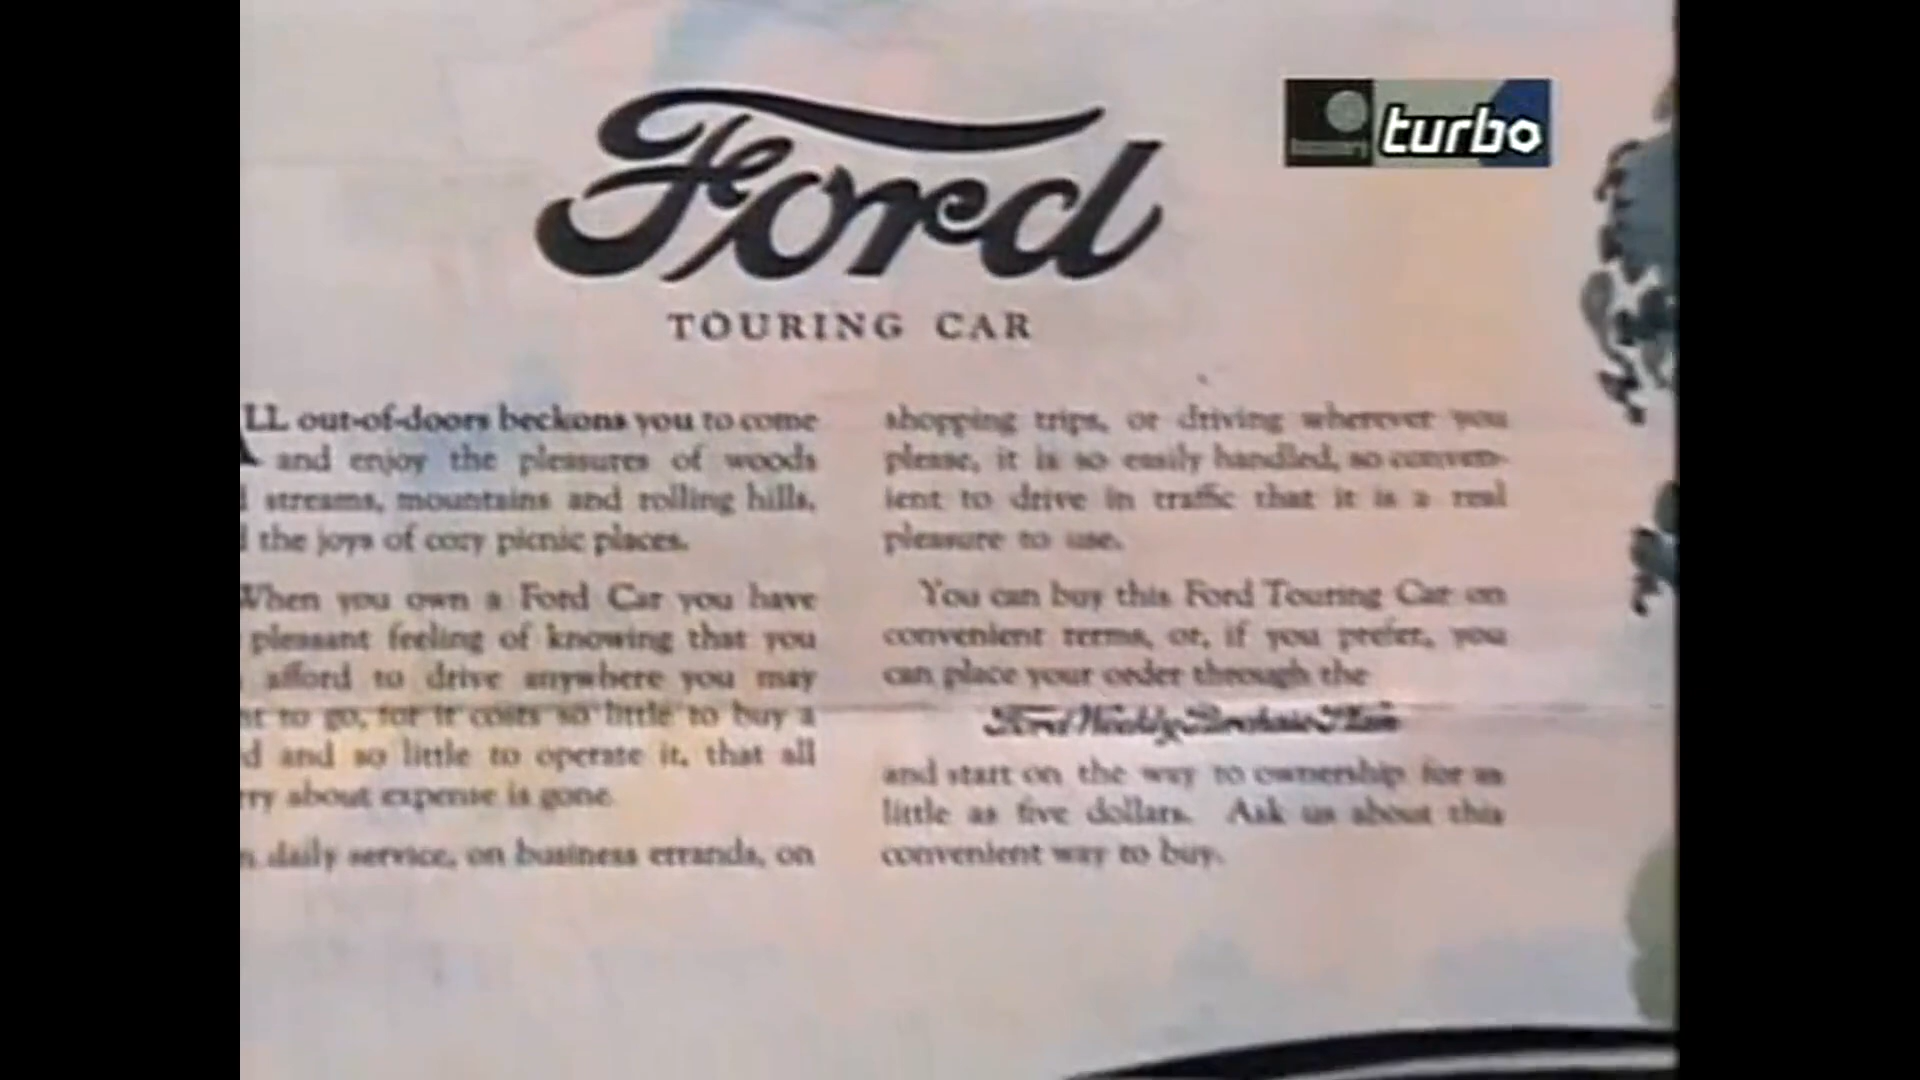 Ford
turbo
TOURING CAR
ALL out-of-doors beckons you to come
and enjoy the pleasures of woods
streams, mountains and rolling hills,
the joys of cozy picnic places.
When you own a Ford Car you have
pleasant feeling of knowing that you
afford to drive anywhere you may
to go, for it costs so little to buy a
and so little to operate it, that all
about expense is gone.
daily service, on business errands, on
shopping trips, or driving wherever you
please, it is so easily handled, so conven-
ient to drive in traffic that it is a real
pleasure to use.
You can buy this Ford Touring Car on
convenient terms, or, if you prefer, you
can place your order through the
Ford Weekly Purchase Plan
and start on the way to ownership for as
little as five dollars. Ask us about this
convenient way to buy.